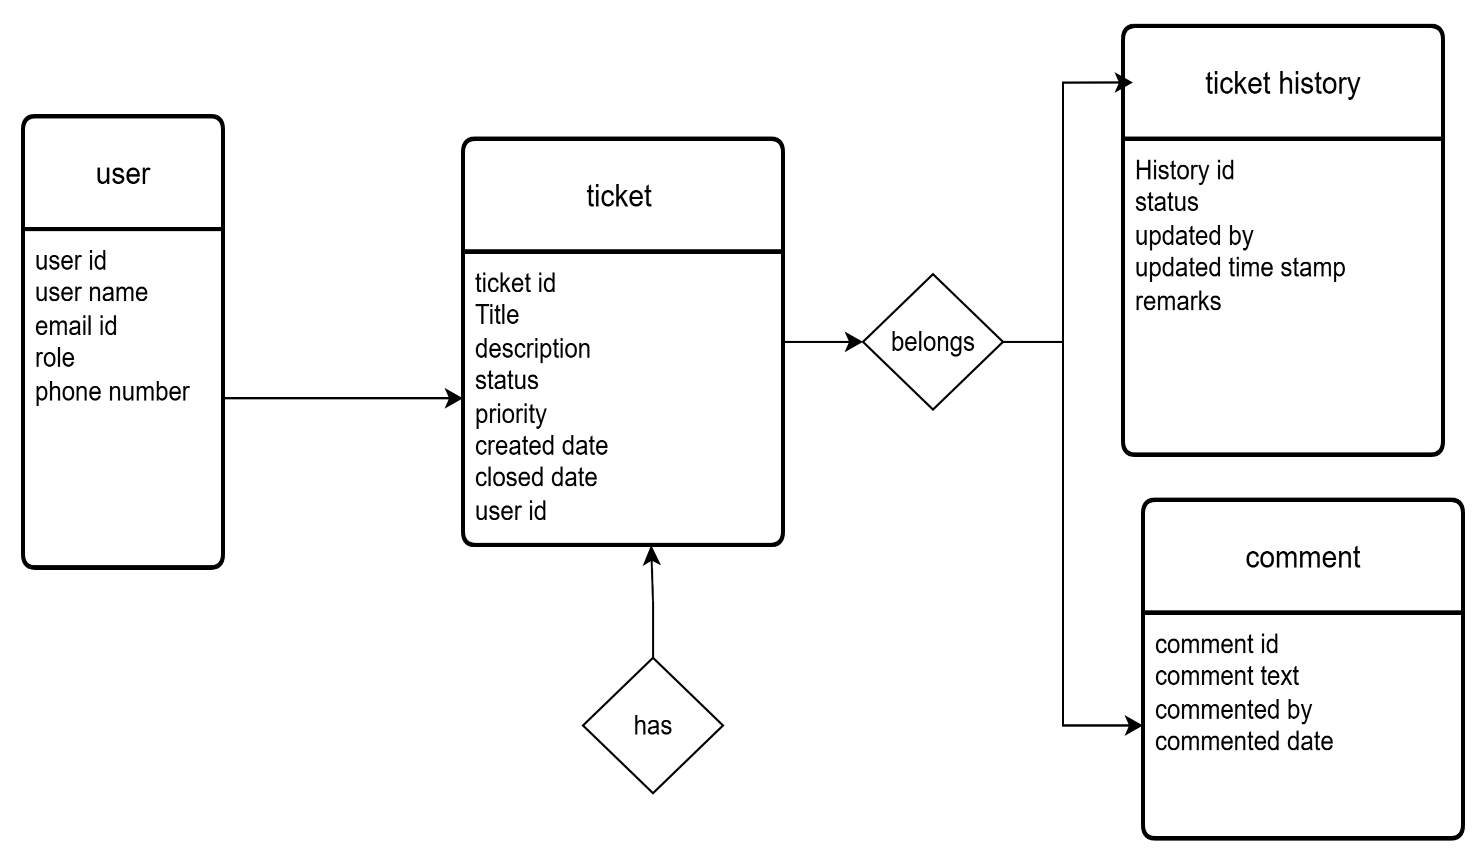 user
user id
user name
email id
role
phone number
ticket
ticket id
Title
description
status
priority
created date
closed date
user id
has
belongs
ticket history
History id
status
updated by
updated time stamp
remarks
comment
comment id
comment text
commented by
commented date